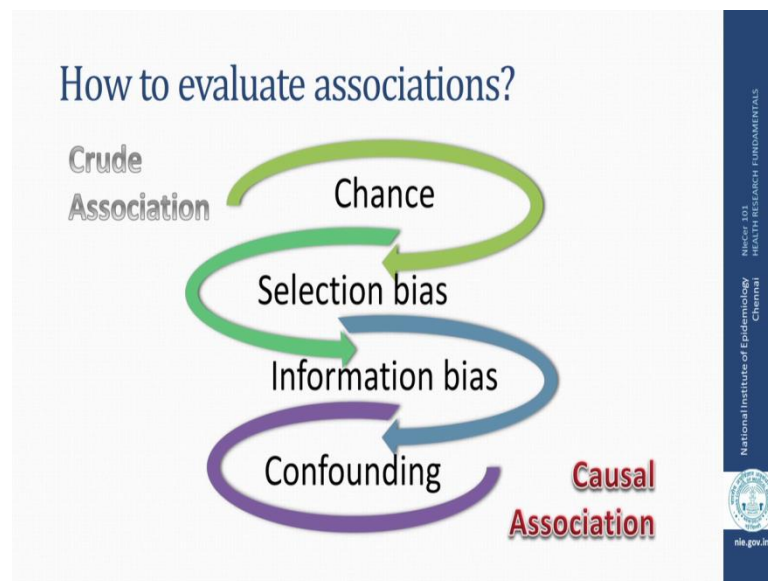 How to evaluate associations?
Crude
Association
Chance
Selection bias
Information bias
Confounding
Causal
Association
National Institute of Epidemiology
Chennai
NIeCer 101
HEALTH RESEARCH FUNDAMENTALS
nie.gov.in